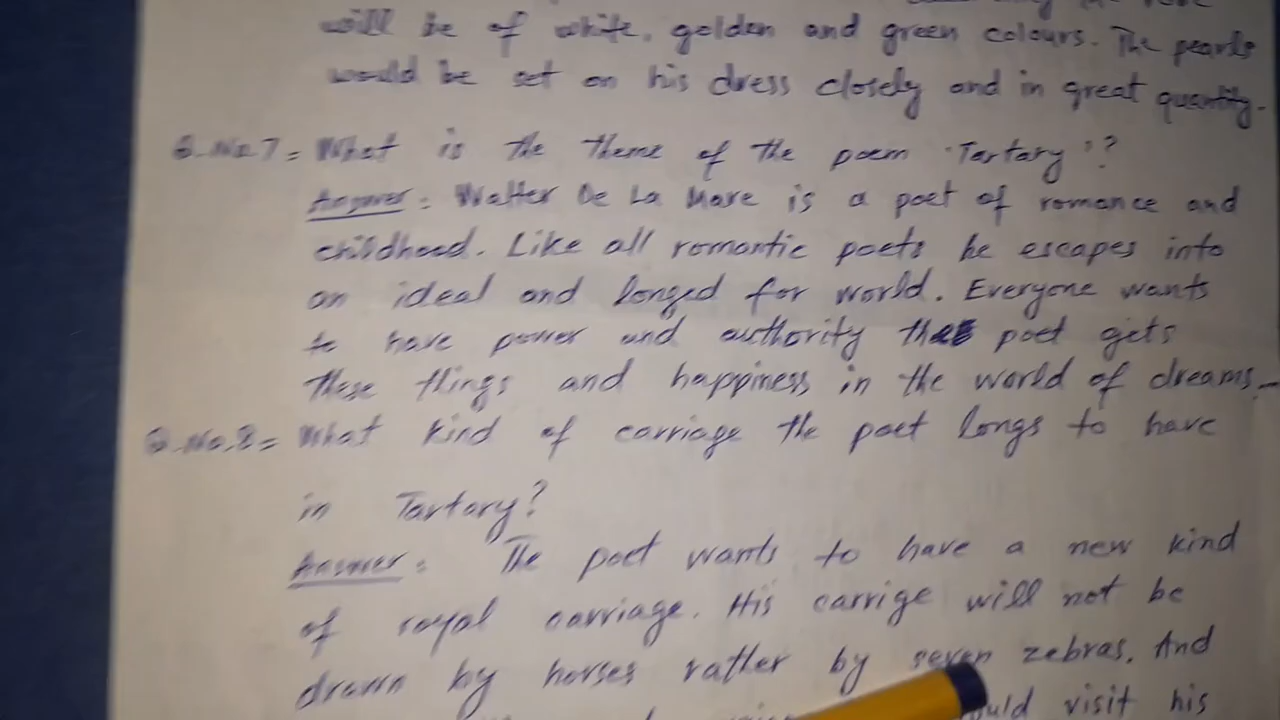 will be of white, golden and green colours. The pearls
would be set on his dress closely and in great quantity.
Q.No.7 = What is the theme of the poem 'Tartary'?
Answer: Walter De La Mare is a poet of romance and
childhood. Like all romantic poets he escapes into
an ideal and longed for world. Everyone wants
to have power and authority the poet gets
these things and happiness in the world of dreams.
Q.No.8 = What kind of carriage the poet longs to have
in Tartary?
Answer: The poet wants to have a new kind
of royal carriage. His carrige will not be
drawn by horses rather by seven zebras. And
would visit his